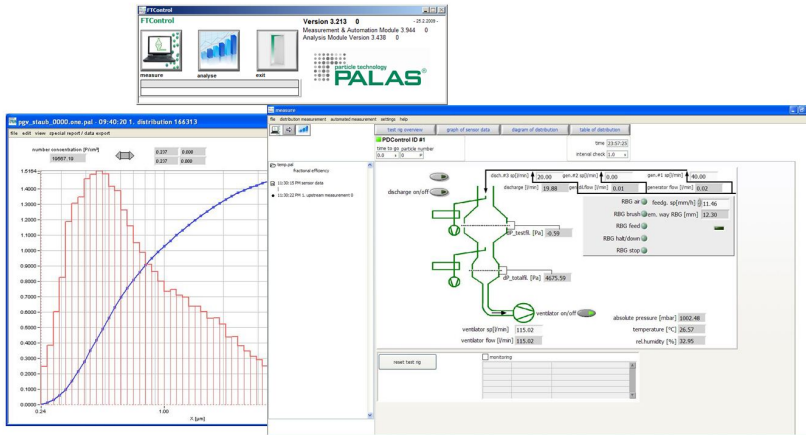 FTControl
FTControl
Version 3.213 0
- 25.2.2009 -
Measurement & Automation Module 3.944 0
Analysis Module Version 3.438 0
measure
analyse
exit
particle technology
PALAS®
pgv_staub_0000.one.pal - 09:40:20 1. distribution 166313
file edit view special report / data export
number concentration [P/cm³]
0.237 0.000
0.237 0.000
1.5164
1.4000
1.3000
1.2000
1.1000
1.0000
0.9000
0.8000
0.7000
0.6000
0.5000
0.4000
0.3000
0.2000
0.1000
0.0000
0.24
1.00
X [µm]
measure
file distribution measurement automated measurement settings help
test rig overview
graph of sensor data
diagram of distribution
table of distribution
PDControl ID #1
time to go particle number
0.0 0 P
time 23:57:25
interval check 1.0
temp.pal
fractional efficiency
11:30:15 PM sensor data
11:30:22 PM 1. upstream measurement 0
disch.#3 sp[l/min] 20.00 gen.#2 sp[l/min] 0.00 gen.#1 sp[l/min] 40.00
discharge on/off
discharge [l/min] 19.88
0.01
generator flow [l/min] 0.02
RBG air feedg. sp[mm/h] 11.46
RBG brush rem. way RBG [mm] 12.30
RBG feed
RBG halt/down
RBG stop
dP_testfil. [Pa] -0.59
dP_totalfil. [Pa] 4675.59
ventilator on/off
ventilator sp[l/min] 115.02
ventilator flow [l/min] 115.02
absolute pressure [mbar] 1002.48
temperature [°C] 26.57
rel.humidity [%] 32.95
reset test rig
monitoring